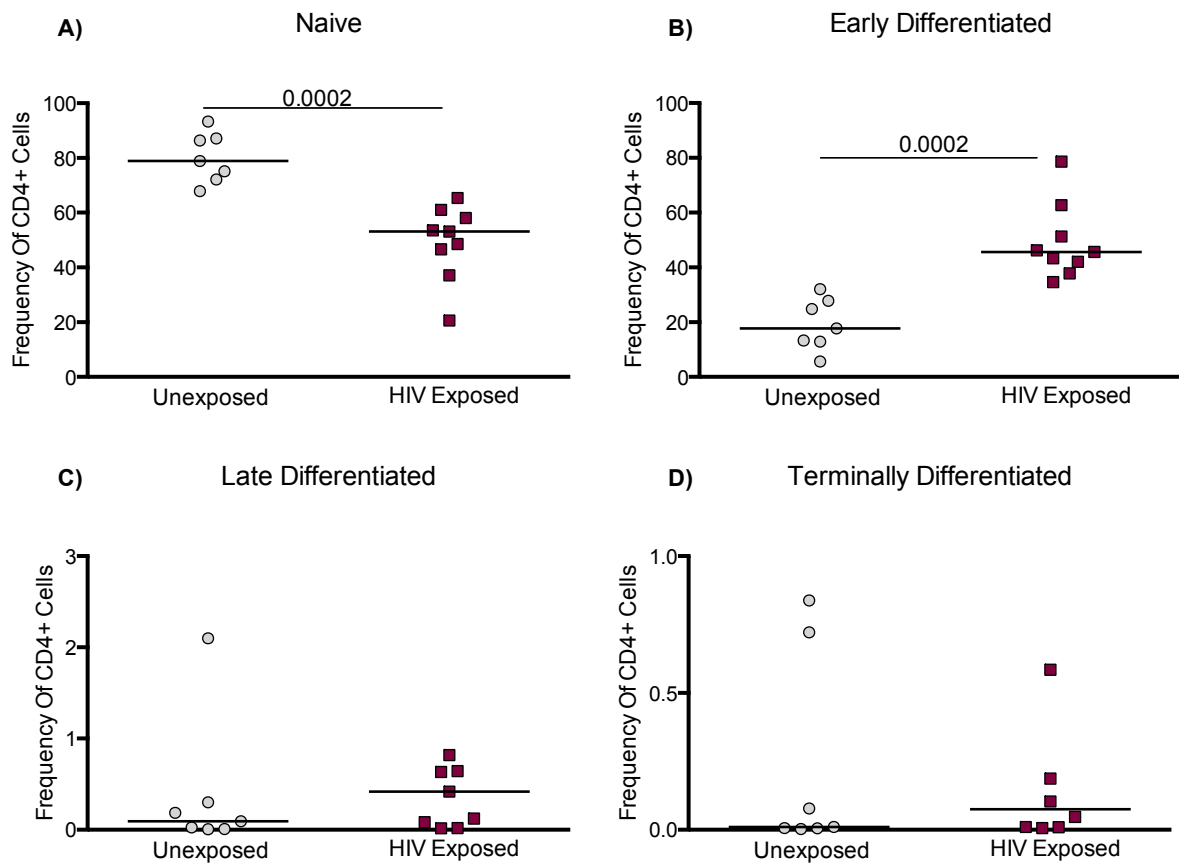 A) Naive
Frequency Of CD4+ Cells
100
80
60
40
20
0
0.0002
Unexposed HIV Exposed
B) Early Differentiated
Frequency Of CD4+ Cells
100
80
60
40
20
0
0.0002
Unexposed HIV Exposed
C) Late Differentiated
Frequency Of CD4+ Cells
3
2
1
0
Unexposed HIV Exposed
D) Terminally Differentiated
Frequency Of CD4+ Cells
1.0
0.5
0.0
Unexposed HIV Exposed